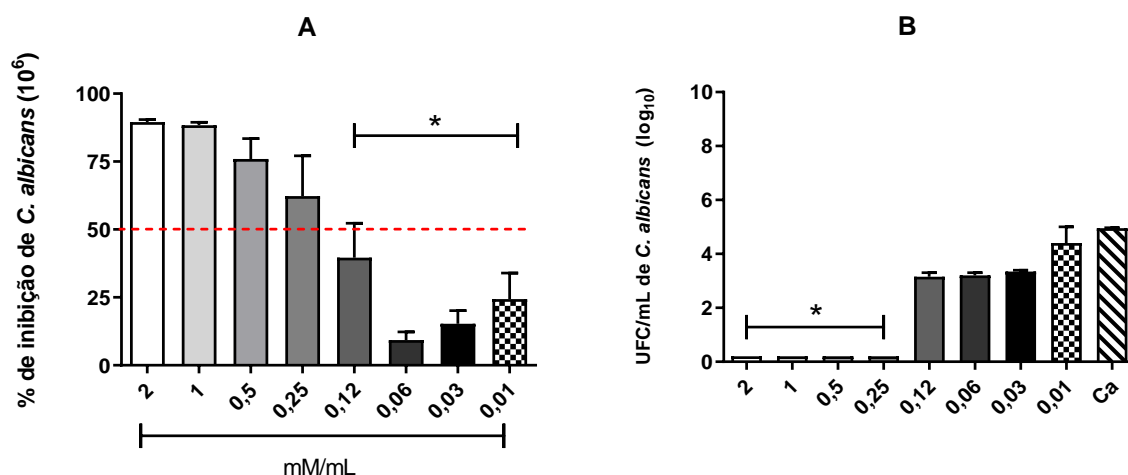 A
% de inibição de C. albicans (10⁶)
100
75
50
25
0
*
2 1 0,5 0,25 0,12 0,06 0,03 0,01
mM/mL
B
UFC/mL de C. albicans (log₁₀)
10
8
6
4
2
0
*
2 1 0,5 0,25 0,12 0,06 0,03 0,01 Ca